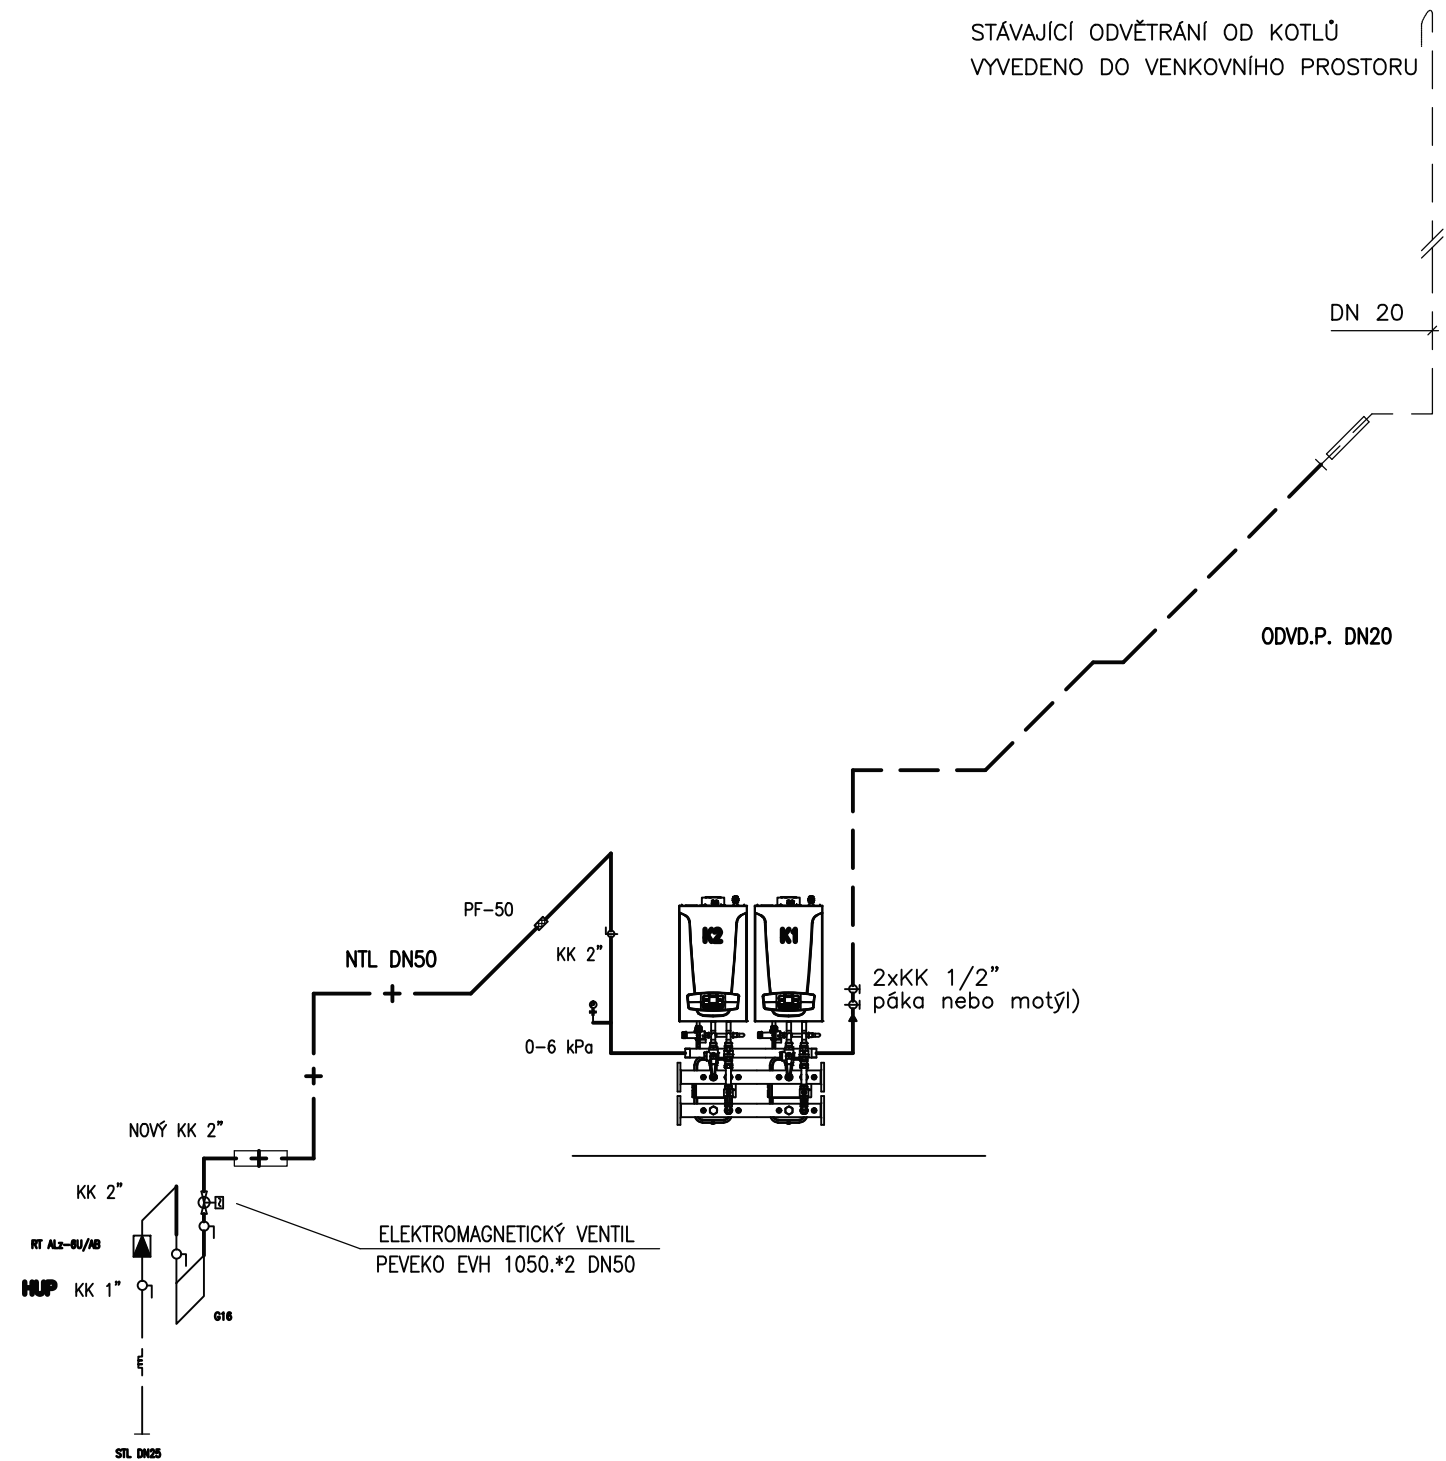 STÁVAJÍCÍ ODVĚTRÁNÍ OD KOTLŮ
VYVEDENO DO VENKOVNÍHO PROSTORU
DN 20
ODVD.P. DN20
PF-50
K2
K1
KK 2"
NTL DN50
2xKK 1/2"
páka nebo motýl)
0-6 kPa
NOVÝ KK 2"
KK 2"
ELEKTROMAGNETICKÝ VENTIL
PEVEKO EVH 1050.*2 DN50
RT ALz-6U/AB
HUP KK 1"
G16
STL DN25